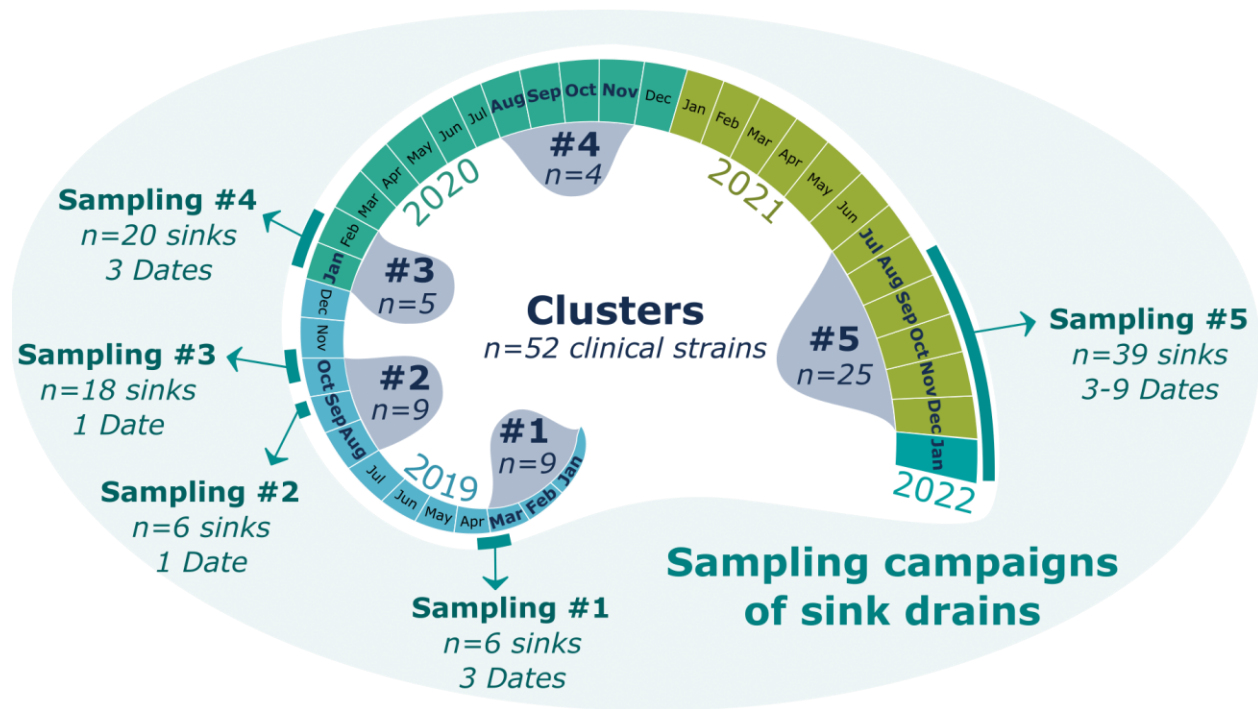 Clusters
n=52 clinical strains
#1
n=9
#2
n=9
#3
n=5
#4
n=4
#5
n=25
2019
Jan
Feb
Mar
Apr
May
Jun
Jul
Aug
Sep
Oct
Nov
Dec
2020
Jan
Feb
Mar
Apr
May
Jun
Jul
Aug
Sep
Oct
Nov
Dec
2021
Jan
Feb
Mar
Apr
May
Jun
Jul
Aug
Sep
Oct
Nov
Dec
2022
Jan
Sampling #4
n=20 sinks
3 Dates
Sampling #3
n=18 sinks
1 Date
Sampling #2
n=6 sinks
1 Date
Sampling #1
n=6 sinks
3 Dates
Sampling #5
n=39 sinks
3-9 Dates
Sampling campaigns
of sink drains